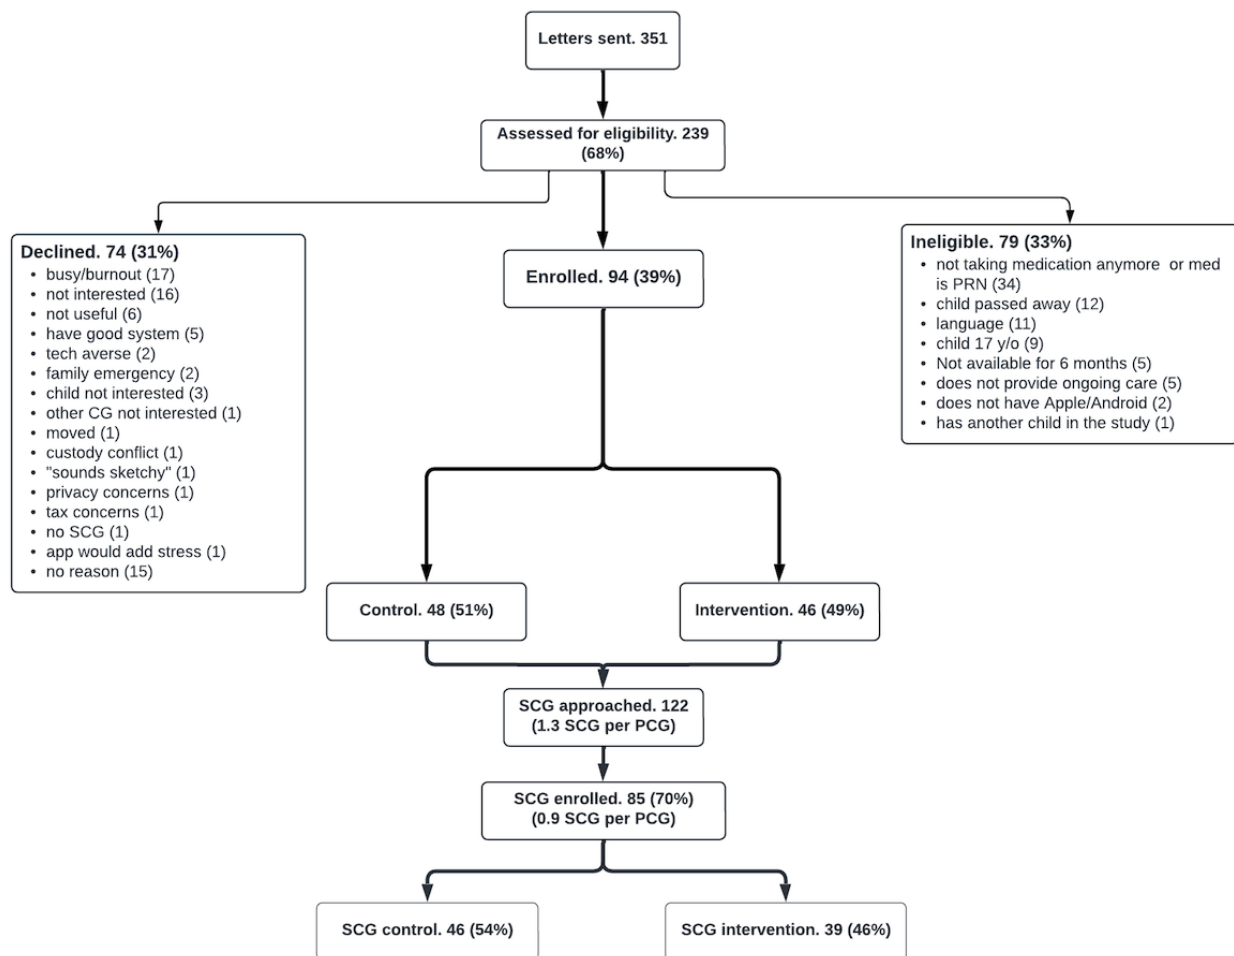 Letters sent. 351
Assessed for eligibility. 239
(68%)
Declined. 74 (31%)
• busy/burnout (17)
• not interested (16)
• not useful (6)
• have good system (5)
• tech averse (2)
• family emergency (2)
• child not interested (3)
• other CG not interested (1)
• moved (1)
• custody conflict (1)
• "sounds sketchy" (1)
• privacy concerns (1)
• tax concerns (1)
• no SCG (1)
• app would add stress (1)
• no reason (15)
Enrolled. 94 (39%)
Ineligible. 79 (33%)
• not taking medication anymore or med
is PRN (34)
• child passed away (12)
• language (11)
• child 17 y/o (9)
• Not available for 6 months (5)
• does not provide ongoing care (5)
• does not have Apple/Android (2)
• has another child in the study (1)
Control. 48 (51%)
Intervention. 46 (49%)
SCG approached. 122
(1.3 SCG per PCG)
SCG enrolled. 85 (70%)
(0.9 SCG per PCG)
SCG control. 46 (54%)
SCG intervention. 39 (46%)